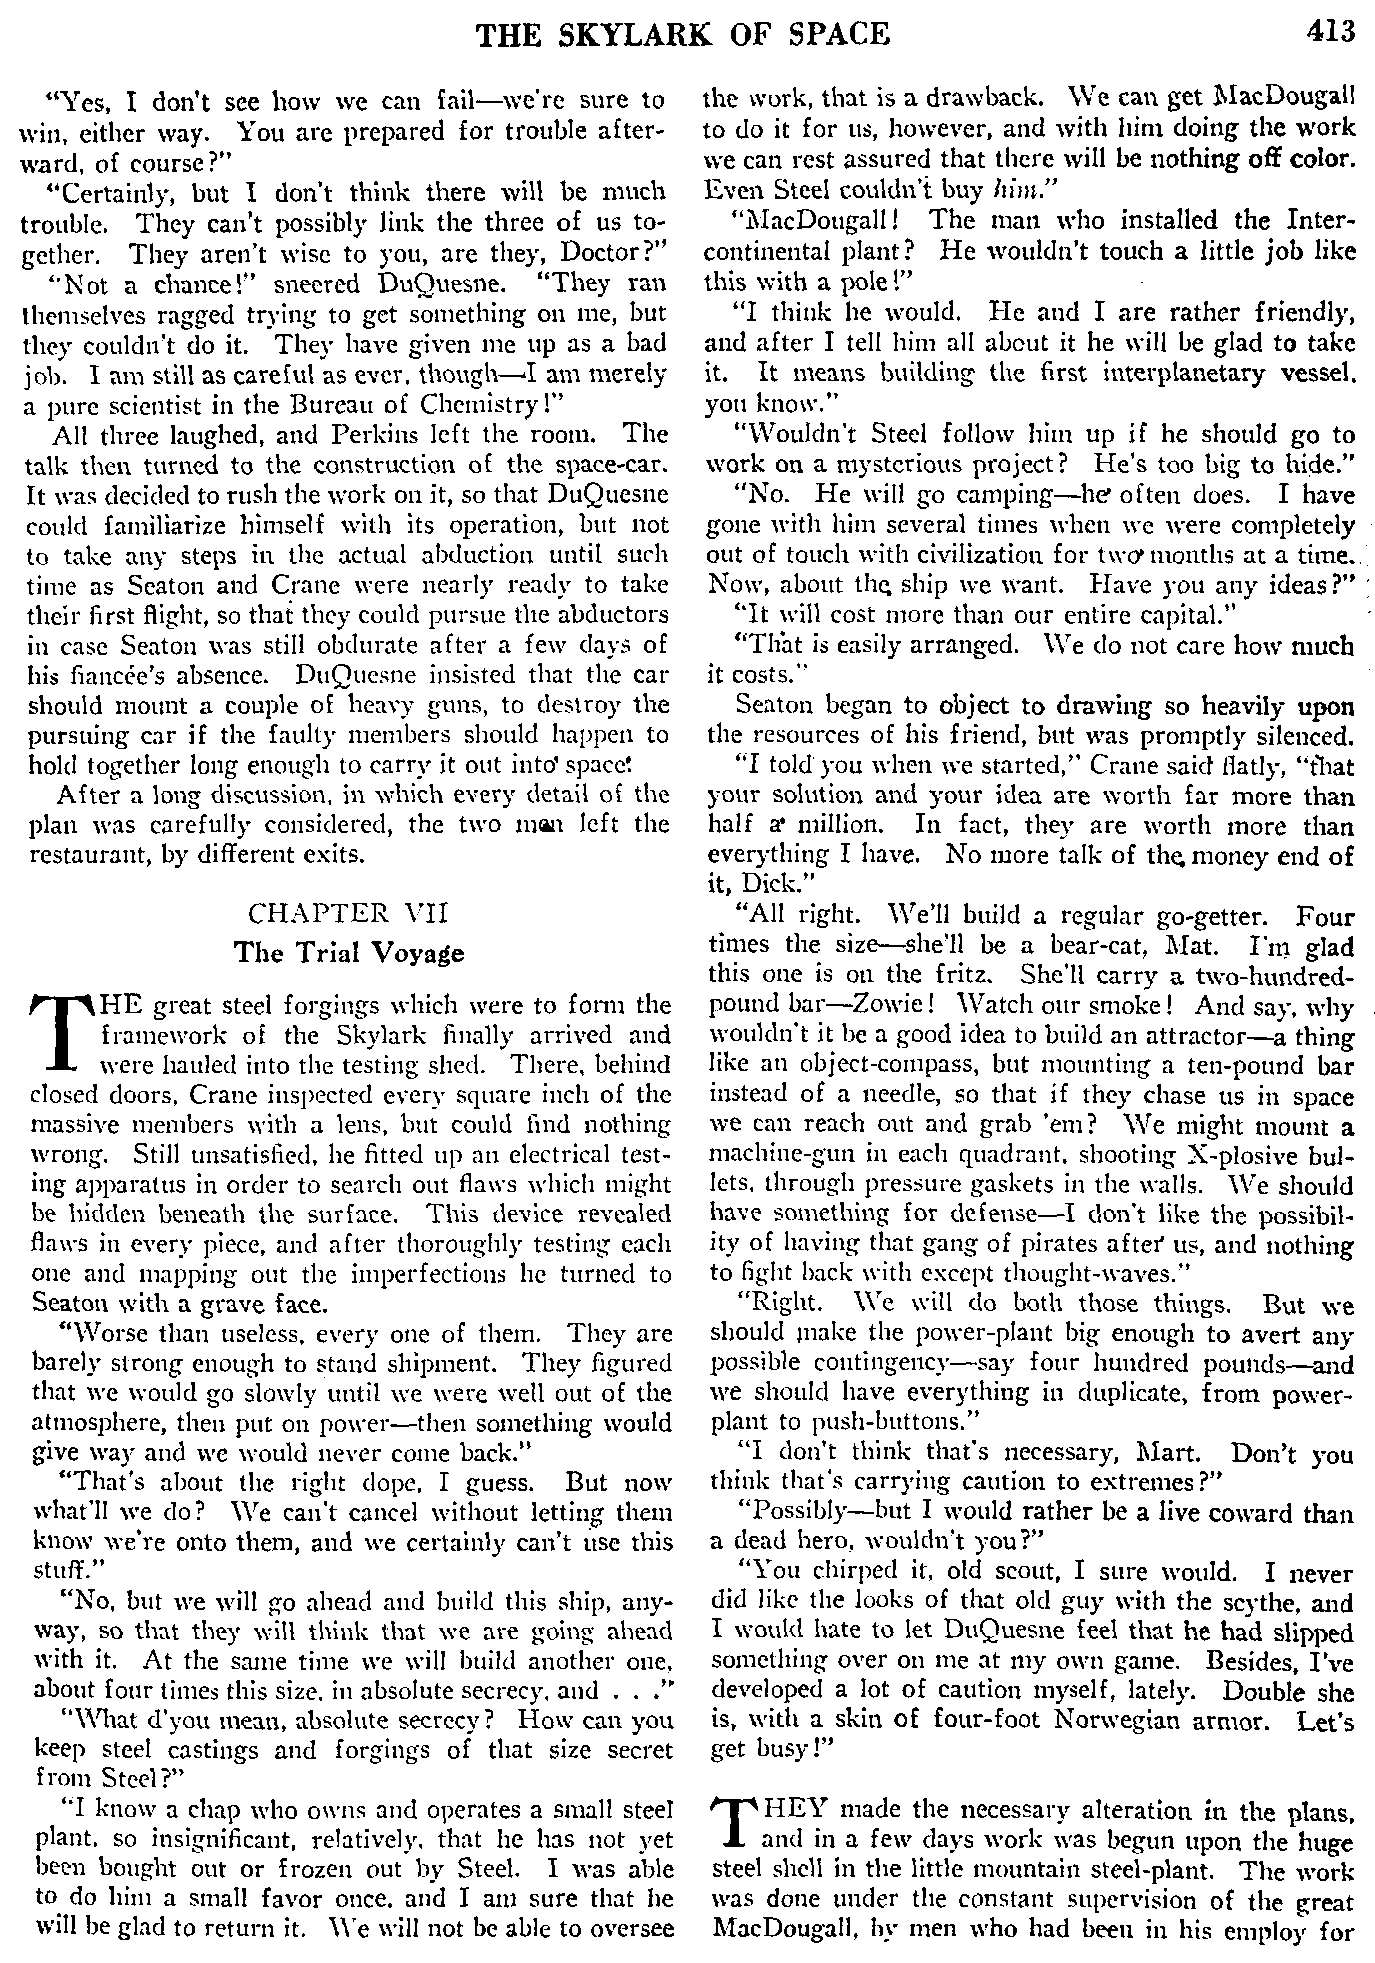 THE SKYLARK OF SPACE 413
"Yes, I don't see how we can fail—we're sure to
win, either way. You are prepared for trouble after-
ward, of course?"
"Certainly, but I don't think there will be much
trouble. They can't possibly link the three of us to-
gether. They aren't wise to you, are they, Doctor?"
"Not a chance!" sneered DuQuesne. "They ran
themselves ragged trying to get something on me, but
they couldn't do it. They have given me up as a bad
job. I am still as careful as ever, though—I am merely
a pure scientist in the Bureau of Chemistry!"
All three laughed, and Perkins left the room. The
talk then turned to the construction of the space-car.
It was decided to rush the work on it, so that DuQuesne
could familiarize himself with its operation, but not
to take any steps in the actual abduction until such
time as Seaton and Crane were nearly ready to take
their first flight, so that they could pursue the abductors
in case Seaton was still obdurate after a few days of
his fiancée's absence. DuQuesne insisted that the car
should mount a couple of heavy guns, to destroy the
pursuing car if the faulty members should happen to
hold together long enough to carry it out into space.
After a long discussion, in which every detail of the
plan was carefully considered, the two men left the
restaurant, by different exits.
CHAPTER VII
The Trial Voyage
THE great steel forgings which were to form the
framework of the Skylark finally arrived and
were hauled into the testing shed. There, behind
closed doors, Crane inspected every square inch of the
massive members with a lens, but could find nothing
wrong. Still unsatisfied, he fitted up an electrical test-
ing apparatus in order to search out flaws which might
be hidden beneath the surface. This device revealed
flaws in every piece, and after thoroughly testing each
one and mapping out the imperfections he turned to
Seaton with a grave face.
"Worse than useless, every one of them. They are
barely strong enough to stand shipment. They figured
that we would go slowly until we were well out of the
atmosphere, then put on power—then something would
give way and we would never come back."
"That's about the right dope, I guess. But now
what'll we do? We can't cancel without letting them
know we're onto them, and we certainly can't use this
stuff."
"No, but we will go ahead and build this ship, any-
way, so that they will think that we are going ahead
with it. At the same time we will build another one,
about four times this size, in absolute secrecy, and . . ."
"What d'you mean, absolute secrecy? How can you
keep steel castings and forgings of that size secret
from Steel?"
"I know a chap who owns and operates a small steel
plant, so insignificant, relatively, that he has not yet
been bought out or frozen out by Steel. I was able
to do him a small favor once, and I am sure that he
will be glad to return it. We will not be able to oversee
the work, that is a drawback. We can get MacDougall
to do it for us, however, and with him doing the work
we can rest assured that there will be nothing off color.
Even Steel couldn't buy him."
"MacDougall! The man who installed the Inter-
continental plant? He wouldn't touch a little job like
this with a pole!"
"I think he would. He and I are rather friendly,
and after I tell him all about it he will be glad to take
it. It means building the first interplanetary vessel,
you know."
"Wouldn't Steel follow him up if he should go to
work on a mysterious project? He's too big to hide."
"No. He will go camping—he often does. I have
gone with him several times when we were completely
out of touch with civilization for two months at a time.
Now, about the ship we want. Have you any ideas?"
"It will cost more than our entire capital."
"That is easily arranged. We do not care how much
it costs."
Seaton began to object to drawing so heavily upon
the resources of his friend, but was promptly silenced.
"I told you when we started," Crane said flatly, "that
your solution and your idea are worth far more than
half a million. In fact, they are worth more than
everything I have. No more talk of the money end of
it, Dick."
"All right. We'll build a regular go-getter. Four
times the size—she'll be a bear-cat, Mat. I'm glad
this one is on the fritz. She'll carry a two-hundred-
pound bar—Zowie! Watch our smoke! And say, why
wouldn't it be a good idea to build an attractor—a thing
like an object-compass, but mounting a ten-pound bar
instead of a needle, so that if they chase us in space
we can reach out and grab 'em? We might mount a
machine-gun in each quadrant, shooting X-plosive bul-
lets, through pressure gaskets in the walls. We should
have something for defense—I don't like the possibil-
ity of having that gang of pirates after us, and nothing
to fight back with except thought-waves."
"Right. We will do both those things. But we
should make the power-plant big enough to avert any
possible contingency—say four hundred pounds—and
we should have everything in duplicate, from power-
plant to push-buttons."
"I don't think that's necessary, Mart. Don't you
think that's carrying caution to extremes?"
"Possibly—but I would rather be a live coward than
a dead hero, wouldn't you?"
"You chirped it, old scout, I sure would. I never
did like the looks of that old guy with the scythe, and
I would hate to let DuQuesne feel that he had slipped
something over on me at my own game. Besides, I've
developed a lot of caution myself, lately. Double she
is, with a skin of four-foot Norwegian armor. Let's
get busy!"
THEY made the necessary alteration in the plans,
and in a few days work was begun upon the huge
steel shell in the little mountain steel-plant. The work
was done under the constant supervision of the great
MacDougall, by men who had been in his employ for